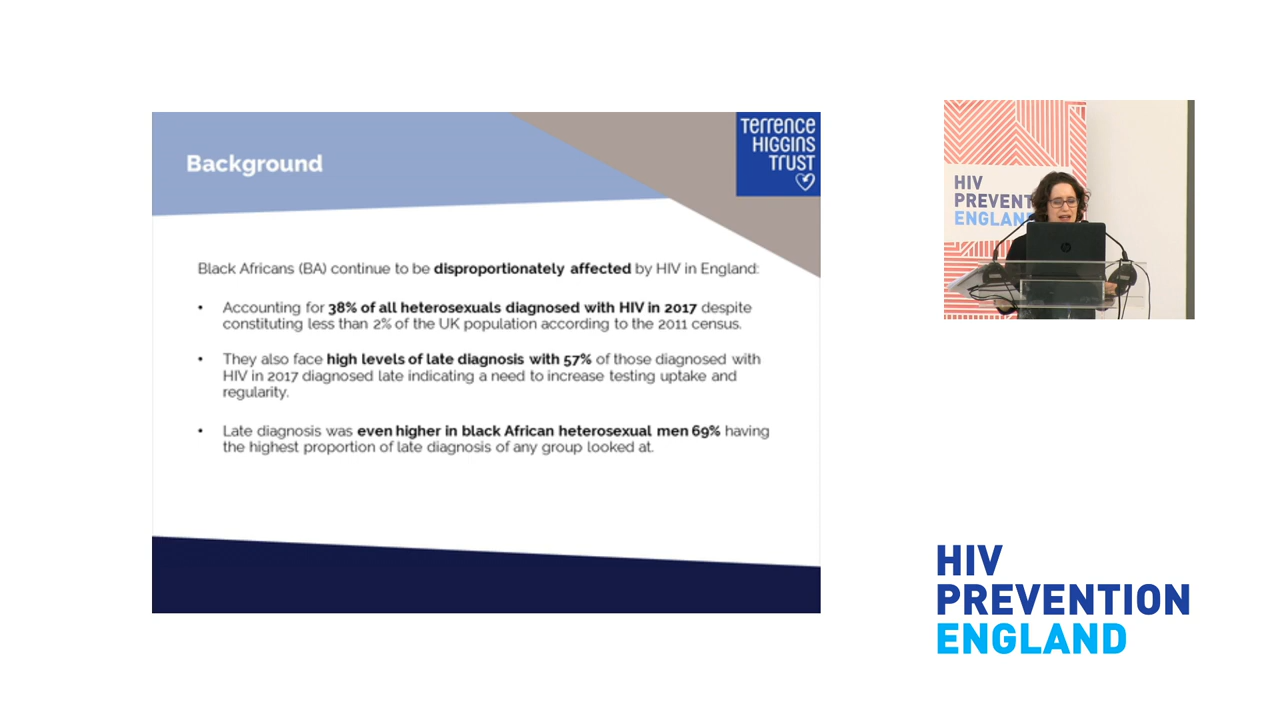 Background
Terrence
HIGGINS
TRUST
Black Africans (BA) continue to be disproportionately affected by HIV in England:
• Accounting for 38% of all heterosexuals diagnosed with HIV in 2017 despite
constituting less than 2% of the UK population according to the 2011 census.
• They also face high levels of late diagnosis with 57% of those diagnosed with
HIV in 2017 diagnosed late indicating a need to increase testing uptake and
regularity.
• Late diagnosis was even higher in black African heterosexual men 69% having
the highest proportion of late diagnosis of any group looked at.
HIV
PREVENT
ENGLAND
HIV
PREVENTION
ENGLAND